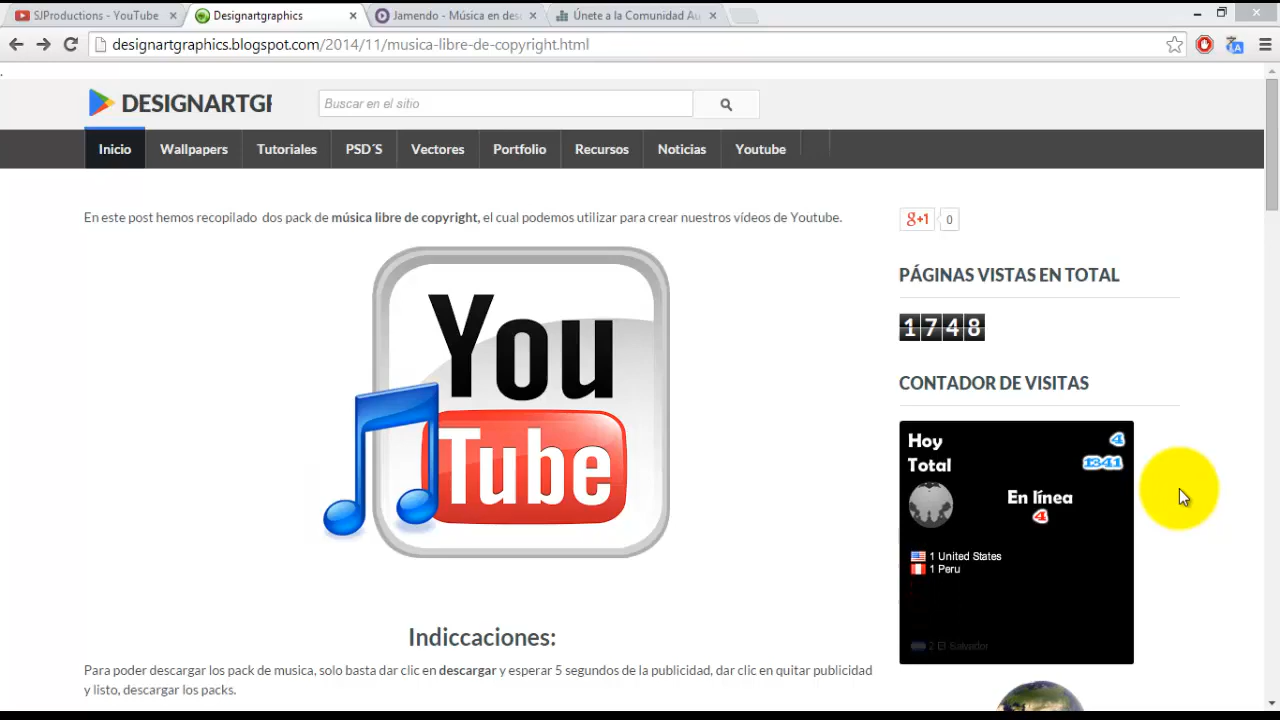 SJProductions - YouTube
Designartgraphics
Jamendo - Música en des
Únete a la Comunidad Au
designartgraphics.blogspot.com/2014/11/musica-libre-de-copyright.html
DESIGNARTGR
Buscar en el sitio
Inicio Wallpapers Tutoriales PSD´S Vectores Portfolio Recursos Noticias Youtube
En este post hemos recopilado dos pack de música libre de copyright, el cual podemos utilizar para crear nuestros vídeos de Youtube.
You
Tube
Indiccaciones:
Para poder descargar los pack de musica, solo basta dar clic en descargar y esperar 5 segundos de la publicidad, dar clic en quitar publicidad
y listo, descargar los packs.
g+1 0
PÁGINAS VISTAS EN TOTAL
1748
CONTADOR DE VISITAS
Hoy 4
Total 1341
En línea
4
1 United States
1 Peru
2 El Salvador